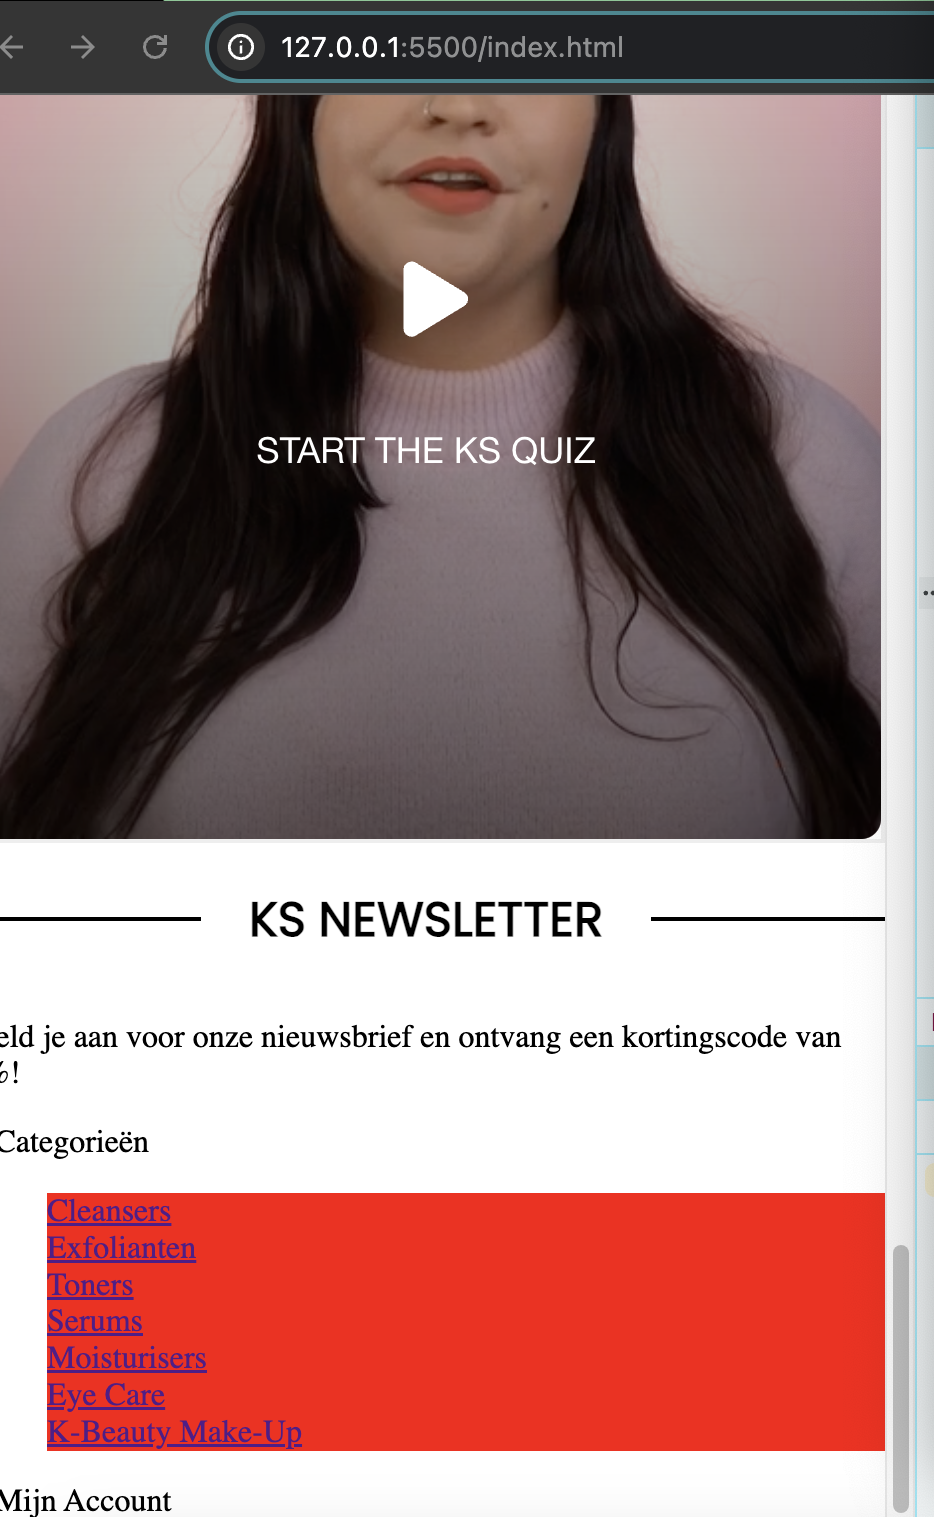 127.0.0.1:5500/index.html
START THE KS QUIZ
KS NEWSLETTER
eld je aan voor onze nieuwsbrief en ontvang een kortingscode van
%!
Categorieën
Cleansers
Exfolianten
Toners
Serums
Moisturisers
Eye Care
K-Beauty Make-Up
Mijn Account